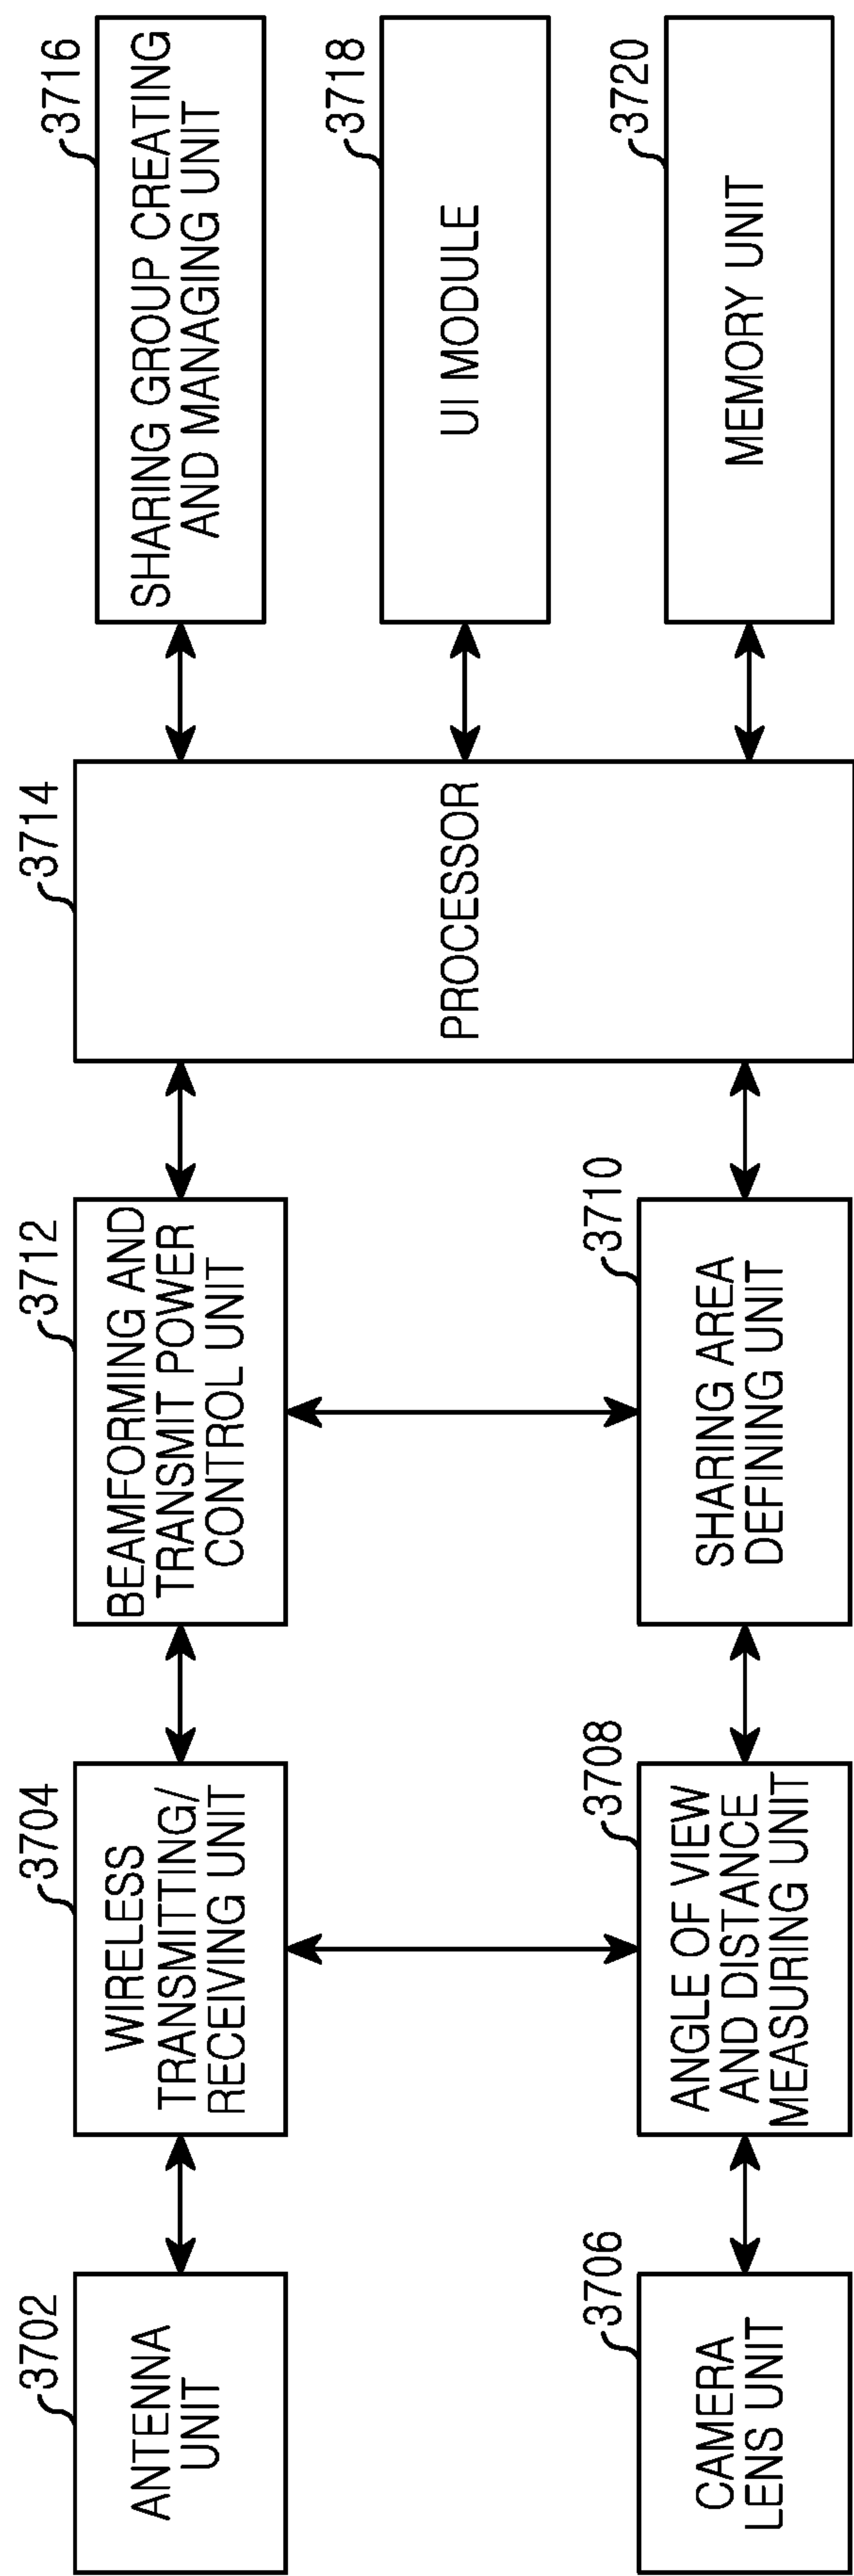 3702
ANTENNA
UNIT
3704
WIRELESS
TRANSMITTING/
RECEIVING UNIT
3712
BEAMFORMING AND
TRANSMIT POWER
CONTROL UNIT
3714
PROCESSOR
3716
SHARING GROUP CREATING
AND MANAGING UNIT
3718
UI MODULE
3720
MEMORY UNIT
3706
CAMERA
LENS UNIT
3708
ANGLE OF VIEW
AND DISTANCE
MEASURING UNIT
3710
SHARING AREA
DEFINING UNIT